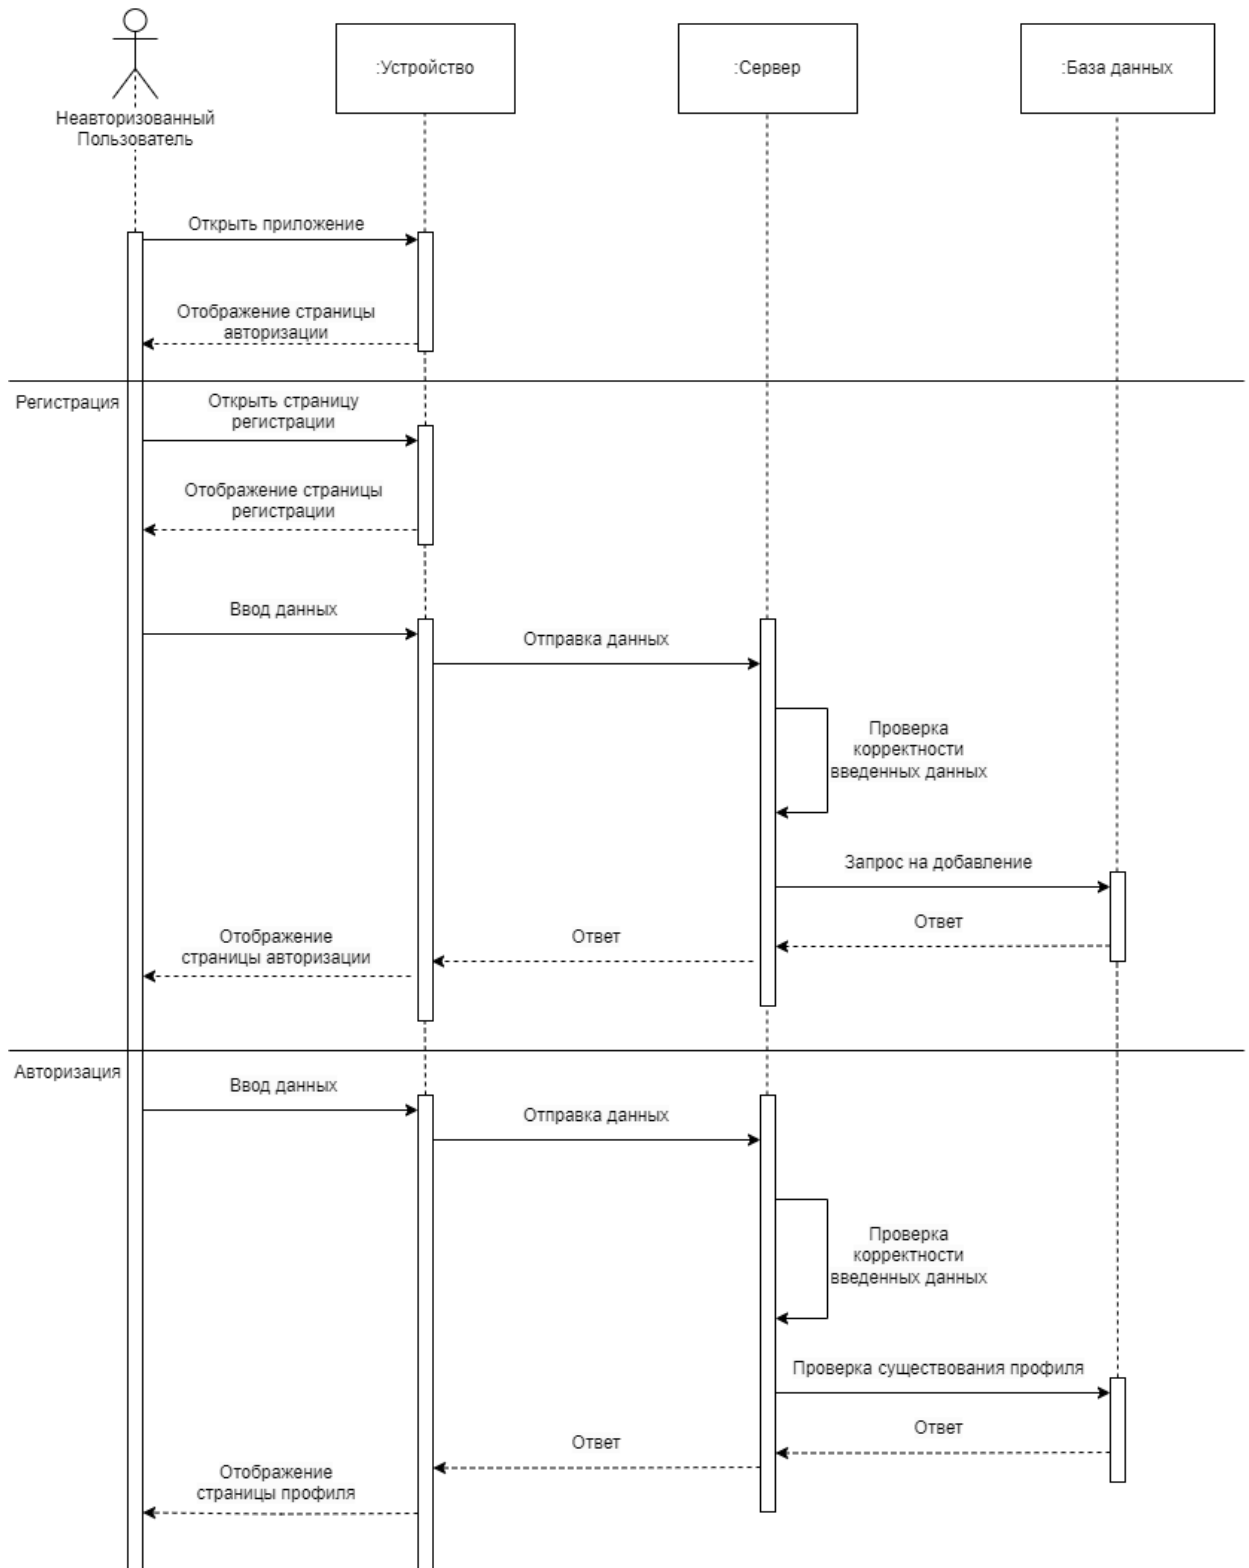 :Устройство
:Сервер
:База данных
Неавторизованный
Пользователь
Открыть приложение
Отображение страницы
авторизации
Регистрация
Открыть страницу
регистрации
Отображение страницы
регистрации
Ввод данных
Отправка данных
Проверка
корректности
введенных данных
Запрос на добавление
Ответ
Ответ
Отображение
страницы авторизации
Авторизация
Ввод данных
Отправка данных
Проверка
корректности
введенных данных
Проверка существования профиля
Ответ
Ответ
Отображение
страницы профиля